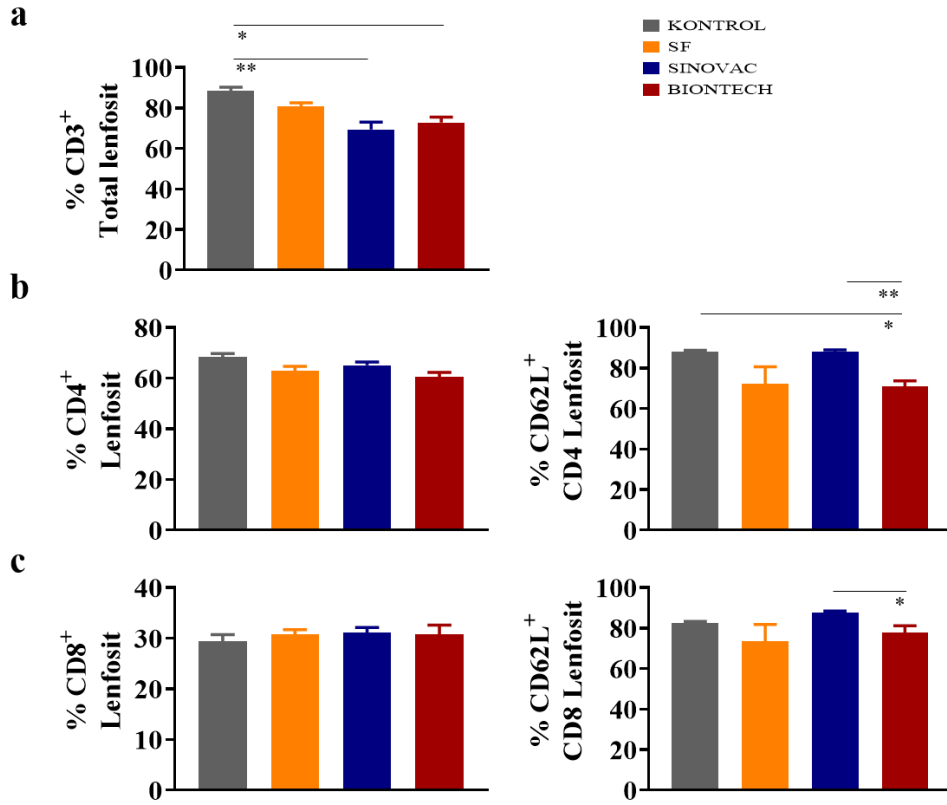 a
KONTROL
SF
SINOVAC
BIONTECH
*
**
% CD3+
Total lenfosit
100
80
60
40
20
0
b
% CD4+
Lenfosit
80
60
40
20
0
**
*
% CD62L+
CD4 Lenfosit
100
80
60
40
20
0
c
% CD8+
Lenfosit
40
30
20
10
0
*
% CD62L+
CD8 Lenfosit
100
80
60
40
20
0